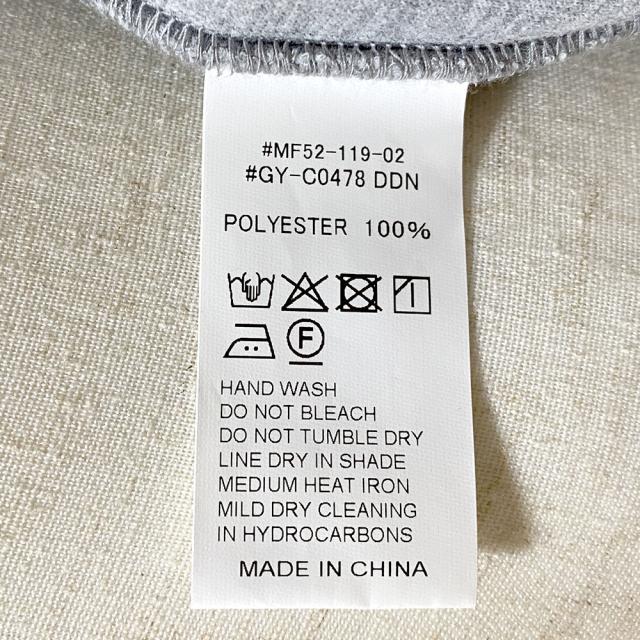 #MF52-119-02
#GY-C0478 DDN
POLYESTER 100%
F
HAND WASH
DO NOT BLEACH
DO NOT TUMBLE DRY
LINE DRY IN SHADE
MEDIUM HEAT IRON
MILD DRY CLEANING
IN HYDROCARBONS
MADE IN CHINA